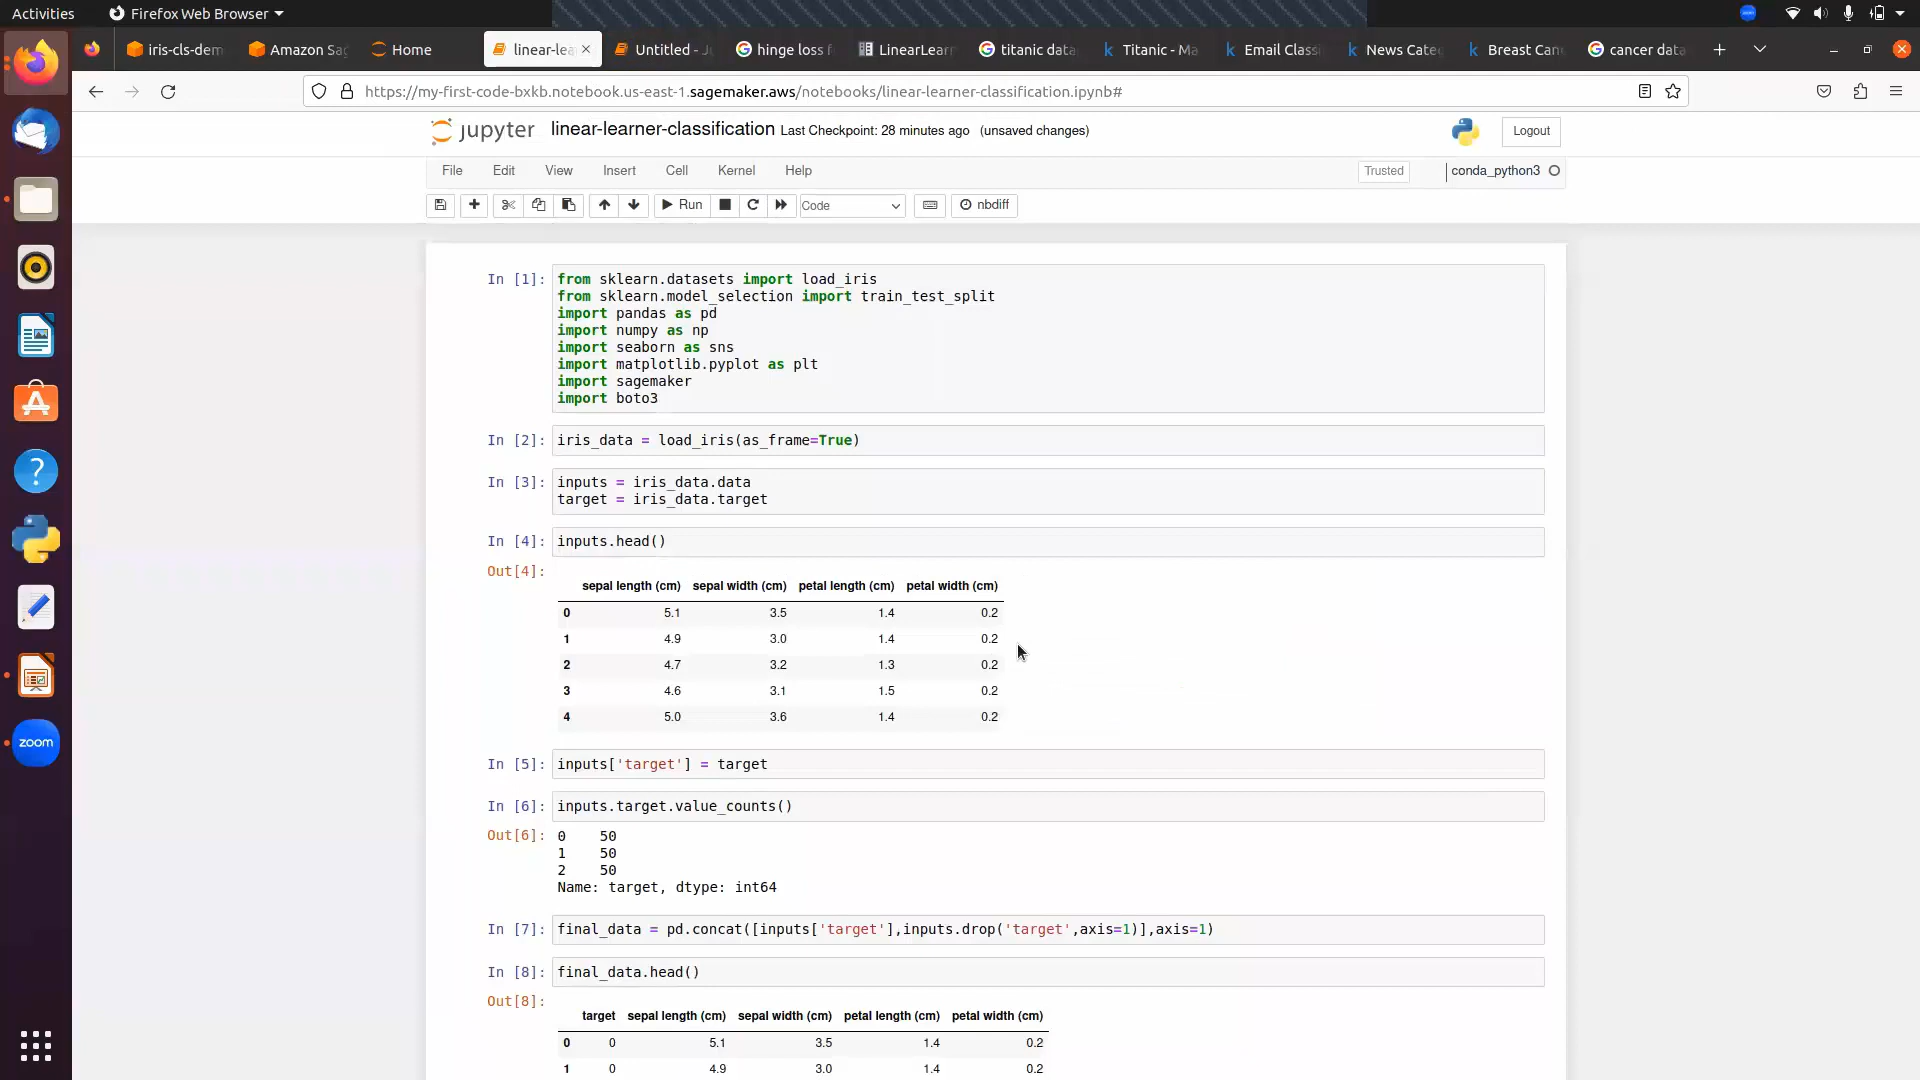 Activities Firefox Web Browser
iris-cls-dem Amazon Sag Home linear-lea Untitled - J hinge loss f LinearLearn titanic data Titanic - Ma Email Classi News Categ Breast Can cancer data
https://my-first-code-bxkb.notebook.us-east-1.sagemaker.aws/notebooks/linear-learner-classification.ipynb#
jupyter linear-learner-classification Last Checkpoint: 28 minutes ago (unsaved changes) Logout
File Edit View Insert Cell Kernel Help Trusted conda_python3
Run Code nbdiff
In [1]: from sklearn.datasets import load_iris
from sklearn.model_selection import train_test_split
import pandas as pd
import numpy as np
import seaborn as sns
import matplotlib.pyplot as plt
import sagemaker
import boto3
In [2]: iris_data = load_iris(as_frame=True)
In [3]: inputs = iris_data.data
target = iris_data.target
In [4]: inputs.head()
Out[4]:
sepal length (cm) sepal width (cm) petal length (cm) petal width (cm)
0 5.1 3.5 1.4 0.2
1 4.9 3.0 1.4 0.2
2 4.7 3.2 1.3 0.2
3 4.6 3.1 1.5 0.2
4 5.0 3.6 1.4 0.2
zoom
In [5]: inputs['target'] = target
In [6]: inputs.target.value_counts()
Out[6]: 0 50
1 50
2 50
Name: target, dtype: int64
In [7]: final_data = pd.concat([inputs['target'],inputs.drop('target',axis=1)],axis=1)
In [8]: final_data.head()
Out[8]:
target sepal length (cm) sepal width (cm) petal length (cm) petal width (cm)
0 0 5.1 3.5 1.4 0.2
1 0 4.9 3.0 1.4 0.2